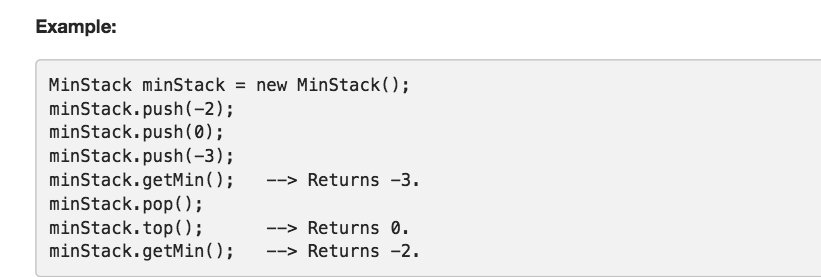 Example:
MinStack minStack = new MinStack();
minStack.push(-2);
minStack.push(0);
minStack.push(-3);
minStack.getMin();   --> Returns -3.
minStack.pop();
minStack.top();      --> Returns 0.
minStack.getMin();   --> Returns -2.